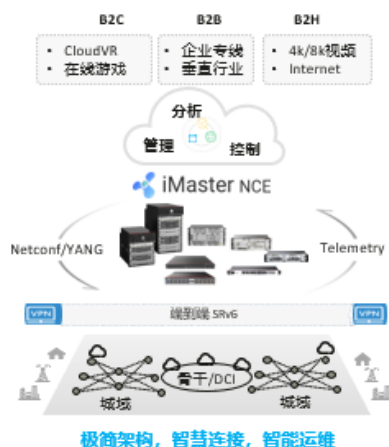 B2C B2B B2H
• CloudVR • 企业专线 • 4k/8k视频
• 在线游戏 • 垂直行业 • Internet
分析
管理 控制
iMaster NCE
Netconf/YANG Telemetry
VPN 端到端 SRv6 VPN
骨干/DCI
城域 城域
极简架构，智慧连接，智能运维